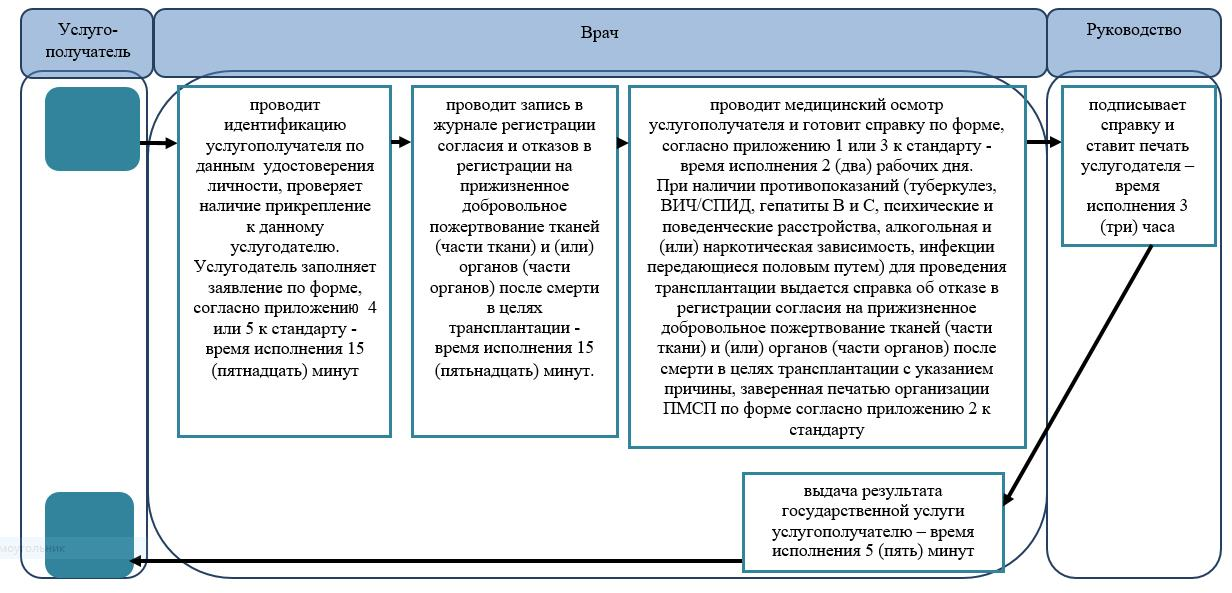 Услуго-
получатель
Врач
Руководство
проводит
идентификацию
услугополучателя по
данным удостоверения
личности, проверяет
наличие прикрепление
к данному
услугодателю.
Услугодатель заполняет
заявление по форме,
согласно приложению 4
или 5 к стандарту -
время исполнения 15
(пятнадцать) минут
проводит запись в
журнале регистрации
согласия и отказов в
регистрации на
прижизненное
добровольное
пожертвование тканей
(части ткани) и (или)
органов (части
органов) после смерти
в целях
трансплантации -
время исполнения 15
(пятьнадцать) минут.
проводит медицинский осмотр
услугополучателя и готовит справку по форме,
согласно приложению 1 или 3 к стандарту -
время исполнения 2 (два) рабочих дня.
При наличии противопоказаний (туберкулез,
ВИЧ/СПИД, гепатиты В и С, психические и
поведенческие расстройства, алкогольная и
(или) наркотическая зависимость, инфекции
передающиеся половым путем) для проведения
трансплантации выдается справка об отказе в
регистрации согласия на прижизненное
добровольное пожертвование тканей (части
ткани) и (или) органов (части органов) после
смерти в целях трансплантации с указанием
причины, заверенная печатью организации
ПМСП по форме согласно приложению 2 к
стандарту
подписывает
справку и
ставит печать
услугодателя –
время
исполнения 3
(три) часа
выдача результата
государственной услуги
услугополучателю – время
исполнения 5 (пять) минут
моугольник